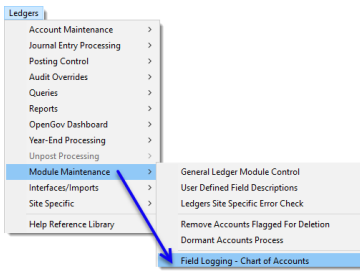 Ledgers
Account Maintenance
Journal Entry Processing
Posting Control
Audit Overrides
Queries
Reports
OpenGov Dashboard
Year-End Processing
Unpost Processing
Module Maintenance
Interfaces/Imports
Site Specific
Help Reference Library
General Ledger Module Control
User Defined Field Descriptions
Ledgers Site Specific Error Check
Remove Accounts Flagged For Deletion
Dormant Accounts Process
Field Logging - Chart of Accounts